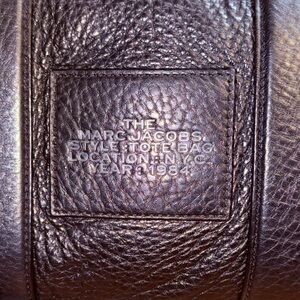 THE
MARC JACOBS
STYLE: TOTE BAG
LOCATION: N.Y.C.
YEAR: 1984